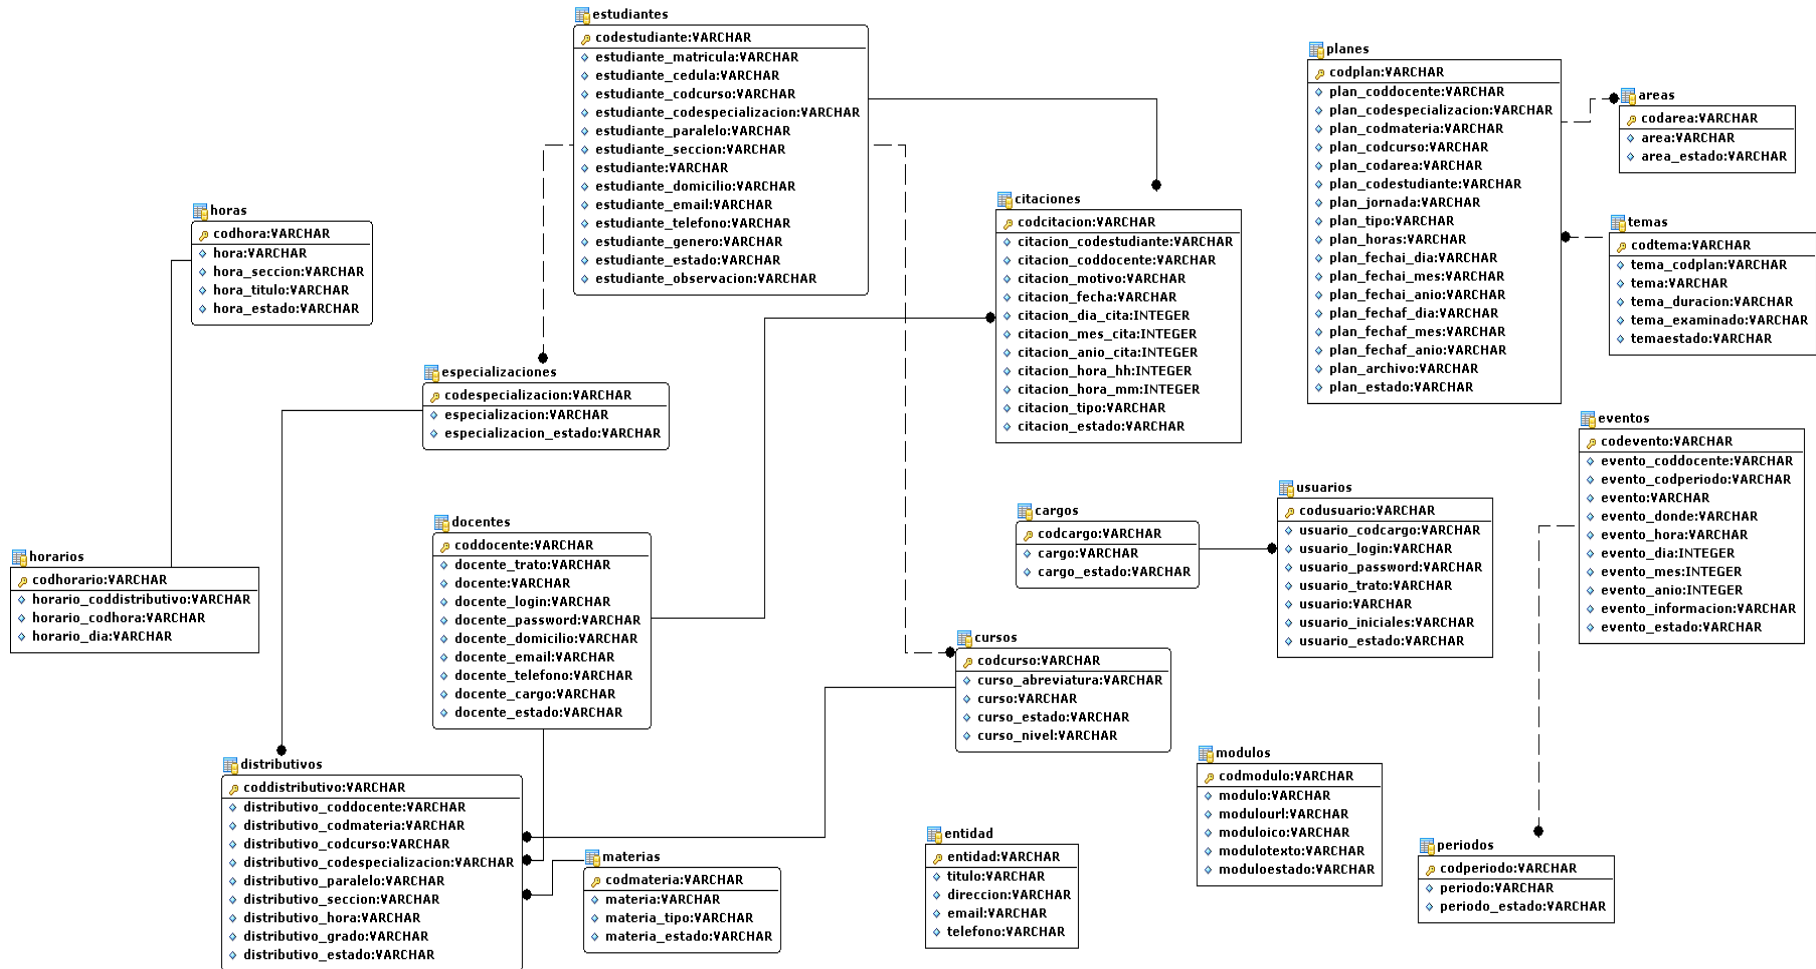 estudiantes
codestudiante:VARCHAR
estudiante_matricula:VARCHAR
estudiante_cedula:VARCHAR
estudiante_codcurso:VARCHAR
estudiante_codespecializacion:VARCHAR
estudiante_paralelo:VARCHAR
estudiante_seccion:VARCHAR
estudiante:VARCHAR
estudiante_domicilio:VARCHAR
estudiante_email:VARCHAR
estudiante_telefono:VARCHAR
estudiante_genero:VARCHAR
estudiante_estado:VARCHAR
estudiante_observacion:VARCHAR
planes
codplan:VARCHAR
plan_coddocente:VARCHAR
plan_codespecializacion:VARCHAR
plan_codmateria:VARCHAR
plan_codcurso:VARCHAR
plan_codarea:VARCHAR
plan_codestudiante:VARCHAR
plan_jornada:VARCHAR
plan_tipo:VARCHAR
plan_horas:VARCHAR
plan_fechai_dia:VARCHAR
plan_fechai_mes:VARCHAR
plan_fechai_anio:VARCHAR
plan_fechaf_dia:VARCHAR
plan_fechaf_mes:VARCHAR
plan_fechaf_anio:VARCHAR
plan_archivo:VARCHAR
plan_estado:VARCHAR
areas
codarea:VARCHAR
area:VARCHAR
area_estado:VARCHAR
citaciones
codcitacion:VARCHAR
citacion_codestudiante:VARCHAR
citacion_coddocente:VARCHAR
citacion_motivo:VARCHAR
citacion_fecha:VARCHAR
citacion_dia_cita:INTEGER
citacion_mes_cita:INTEGER
citacion_anio_cita:INTEGER
citacion_hora_hh:INTEGER
citacion_hora_mm:INTEGER
citacion_tipo:VARCHAR
citacion_estado:VARCHAR
horas
codhora:VARCHAR
hora:VARCHAR
hora_seccion:VARCHAR
hora_titulo:VARCHAR
hora_estado:VARCHAR
temas
codtema:VARCHAR
tema_codplan:VARCHAR
tema:VARCHAR
tema_duracion:VARCHAR
tema_examinado:VARCHAR
temaestado:VARCHAR
especializaciones
codespecializacion:VARCHAR
especializacion:VARCHAR
especializacion_estado:VARCHAR
eventos
codevento:VARCHAR
evento_coddocente:VARCHAR
evento_codperiodo:VARCHAR
evento:VARCHAR
evento_donde:VARCHAR
evento_hora:VARCHAR
evento_dia:INTEGER
evento_mes:INTEGER
evento_anio:INTEGER
evento_informacion:VARCHAR
evento_estado:VARCHAR
usuarios
codusuario:VARCHAR
usuario_codcargo:VARCHAR
usuario_login:VARCHAR
usuario_password:VARCHAR
usuario_trato:VARCHAR
usuario:VARCHAR
usuario_iniciales:VARCHAR
usuario_estado:VARCHAR
cargos
codcargo:VARCHAR
cargo:VARCHAR
cargo_estado:VARCHAR
docentes
coddocente:VARCHAR
docente_trato:VARCHAR
docente:VARCHAR
docente_login:VARCHAR
docente_password:VARCHAR
docente_domicilio:VARCHAR
docente_email:VARCHAR
docente_telefono:VARCHAR
docente_cargo:VARCHAR
docente_estado:VARCHAR
horarios
codhorario:VARCHAR
horario_coddistributivo:VARCHAR
horario_codhora:VARCHAR
horario_dia:VARCHAR
cursos
codcurso:VARCHAR
curso_abreviatura:VARCHAR
curso:VARCHAR
curso_estado:VARCHAR
curso_nivel:VARCHAR
modulos
codmodulo:VARCHAR
modulo:VARCHAR
modulourl:VARCHAR
moduloico:VARCHAR
modulotexto:VARCHAR
moduloestado:VARCHAR
distributivos
coddistributivo:VARCHAR
distributivo_coddocente:VARCHAR
distributivo_codmateria:VARCHAR
distributivo_codcurso:VARCHAR
distributivo_codespecializacion:VARCHAR
distributivo_paralelo:VARCHAR
distributivo_seccion:VARCHAR
distributivo_hora:VARCHAR
distributivo_grado:VARCHAR
distributivo_estado:VARCHAR
materias
codmateria:VARCHAR
materia:VARCHAR
materia_tipo:VARCHAR
materia_estado:VARCHAR
entidad
entidad:VARCHAR
titulo:VARCHAR
direccion:VARCHAR
email:VARCHAR
telefono:VARCHAR
periodos
codperiodo:VARCHAR
periodo:VARCHAR
periodo_estado:VARCHAR